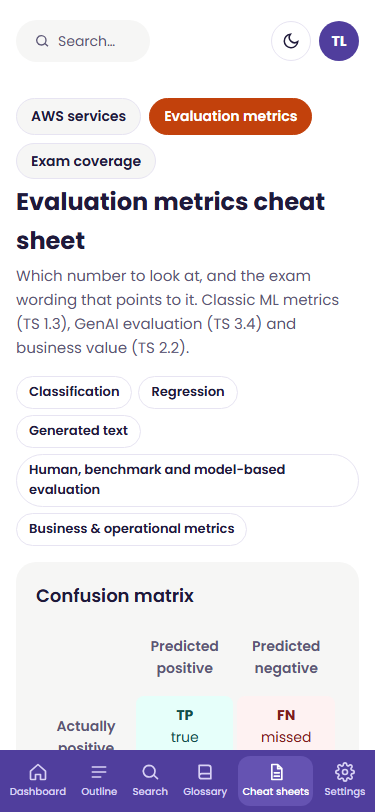 Search...
TL
AWS services
Evaluation metrics
Exam coverage
Evaluation metrics cheat
sheet
Which number to look at, and the exam
wording that points to it. Classic ML metrics
(TS 1.3), GenAI evaluation (TS 3.4) and
business value (TS 2.2).
Classification
Regression
Generated text
Human, benchmark and model-based
evaluation
Business & operational metrics
Confusion matrix
Predicted
positive
Predicted
negative
Actually
positive
TP
true
FN
missed
Dashboard
Outline
Search
Glossary
Cheat sheets
Settings